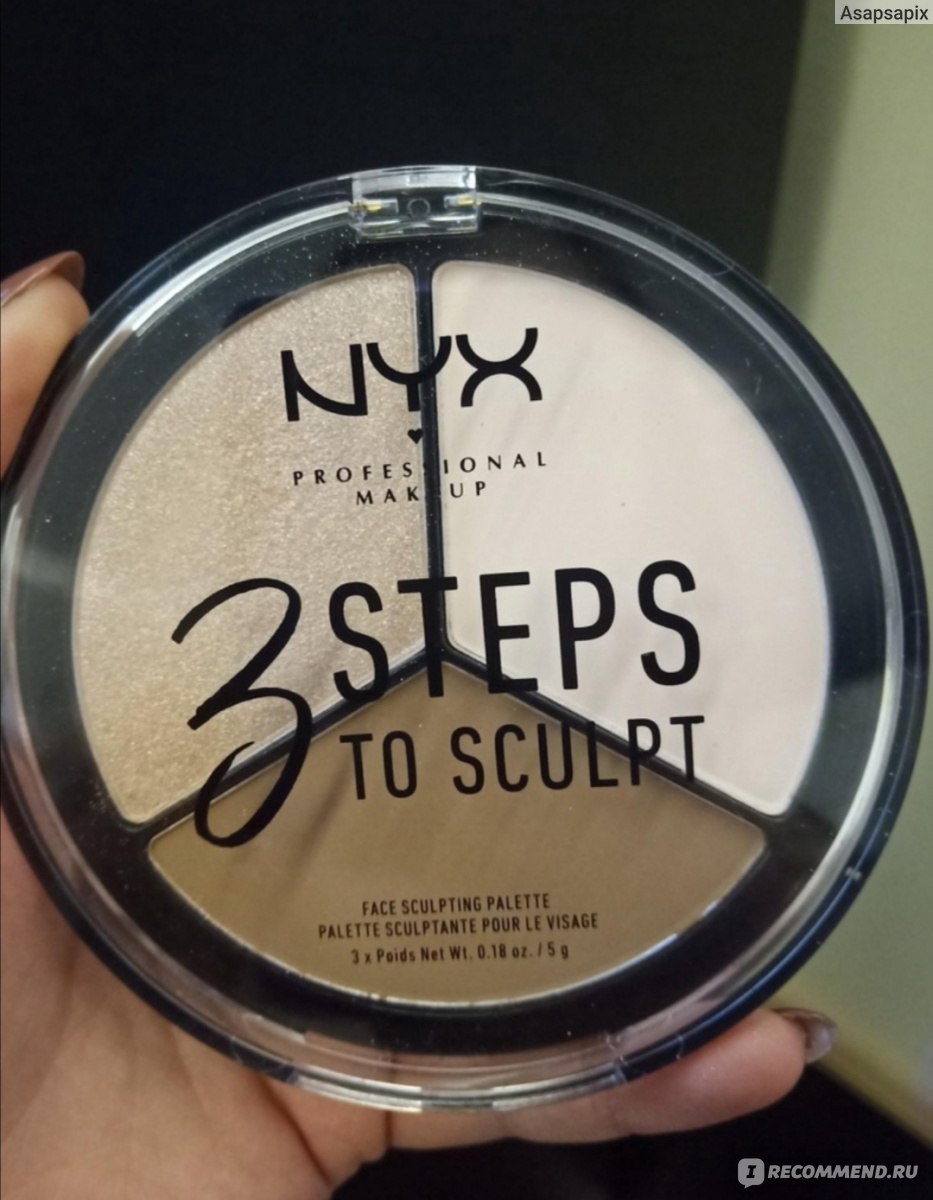 Asapsapix
NYX
PROFESSIONAL
MAKEUP
3 STEPS
TO SCULPT
FACE SCULPTING PALETTE
PALETTE SCULPTANTE POUR LE VISAGE
3 x Poids Net Wt. 0.18 oz. / 5 g
IRECOMMEND.RU